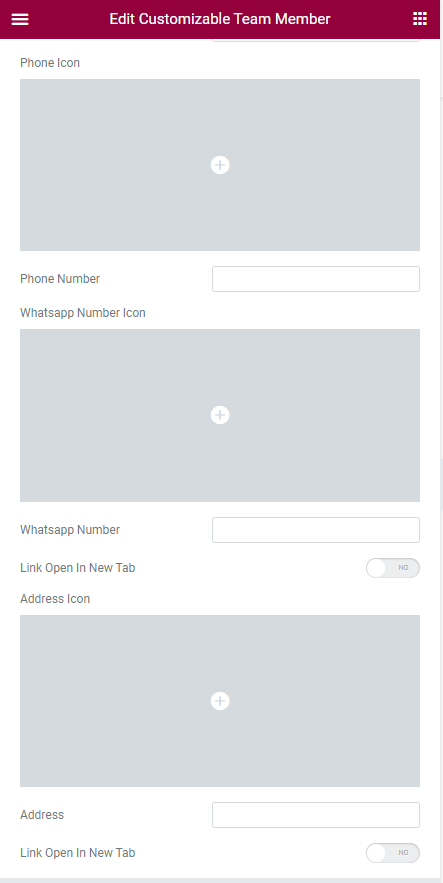 Edit Customizable Team Member
Phone Icon
Phone Number
Whatsapp Number Icon
Whatsapp Number
Link Open In New Tab NO
Address Icon
Address
Link Open In New Tab NO